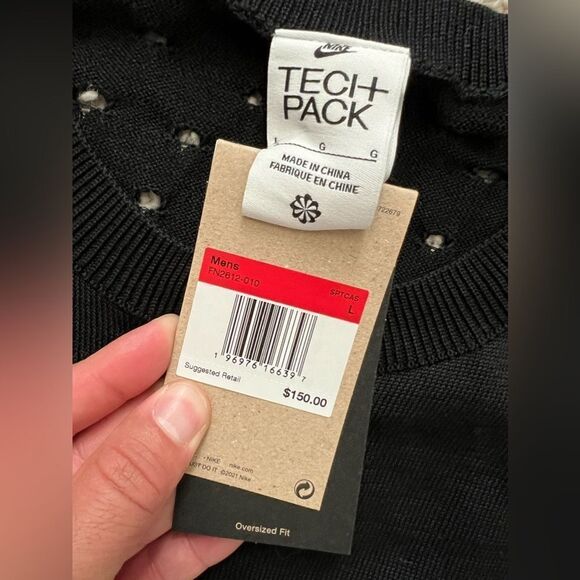 NIKE
TECH
PACK
L G G
MADE IN CHINA
FABRIQUE EN CHINE
722679
Mens
FN2612-010
SPTCAS
L
1 96976 16639 7
Suggested Retail
$150.00
NIKE nike.com
JUST DO IT ©2021 Nike
Oversized Fit